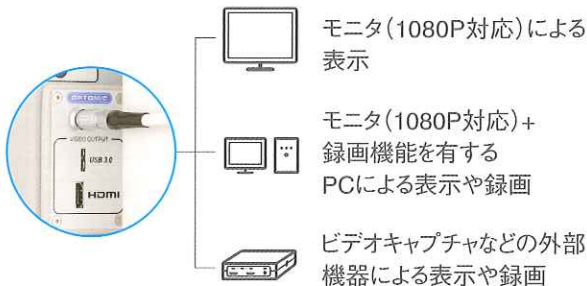 OPTOMIC
VIDEO OUTPUT
USB 3.0
HDMI
モニタ（1080P対応）による
表示
モニタ（1080P対応）+
録画機能を有する
PCによる表示や録画
ビデオキャプチャなどの外部
機器による表示や録画